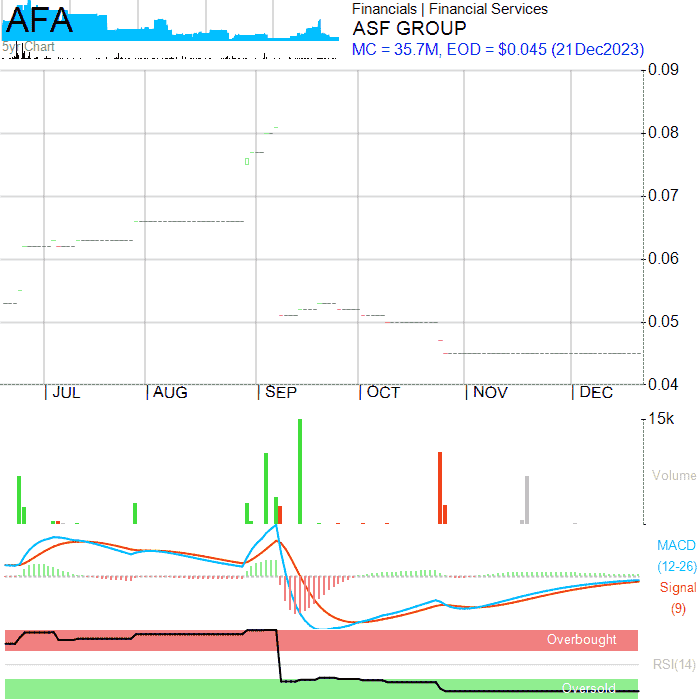 AFA
Financials | Financial Services
ASF GROUP
5yr Chart
MC = 35.7M, EOD = $0.045 (21Dec2023)
0.09
0.08
0.07
0.06
0.05
0.04
JUL AUG SEP OCT NOV DEC
15k
Volume
MACD
(12-26)
Signal
(9)
Overbought
RSI(14)
Oversold